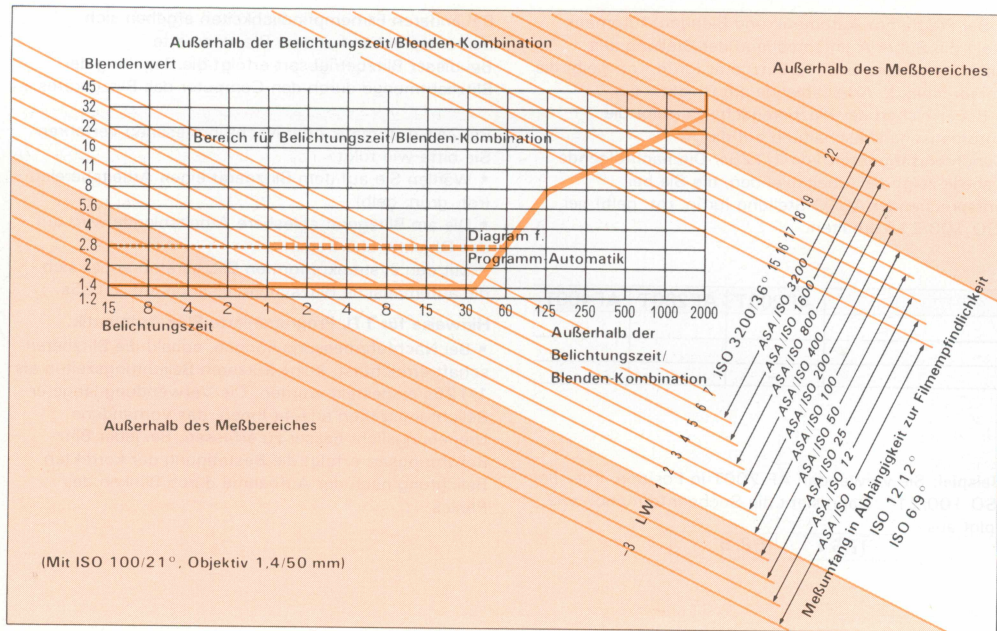 Außerhalb der Belichtungszeit/Blenden-Kombination
Blendenwert
Außerhalb des Meßbereiches
45
32
22
16
11
8
5.6
4
2.8
2
1.4
1.2
Bereich für Belichtungszeit/Blenden-Kombination
Diagram f.
Programm-Automatik
15 8 4 2 1 2 4 8 15 30 60 125 250 500 1000 2000
Belichtungszeit
Außerhalb der
Belichtungszeit/
Blenden-Kombination
Außerhalb des Meßbereiches
(Mit ISO 100/21°, Objektiv 1,4/50 mm)
-3 LW 1 2 3 4 5 6 7
15 16 17 18 19 22
ISO 3200/36°
ASA/ISO 3200
ASA//ISO 1600
ASA//ISO 800
ASA//ISO 400
ASA//ISO 200
ASA//ISO 100
ASA//ISO 50
ASA//ISO 25
ASA//ISO 12
ASA//ISO 6
Meßumfang in Abhängigkeit zur Filmempfindlichkeit
ISO 12/12°
ISO 6/9°